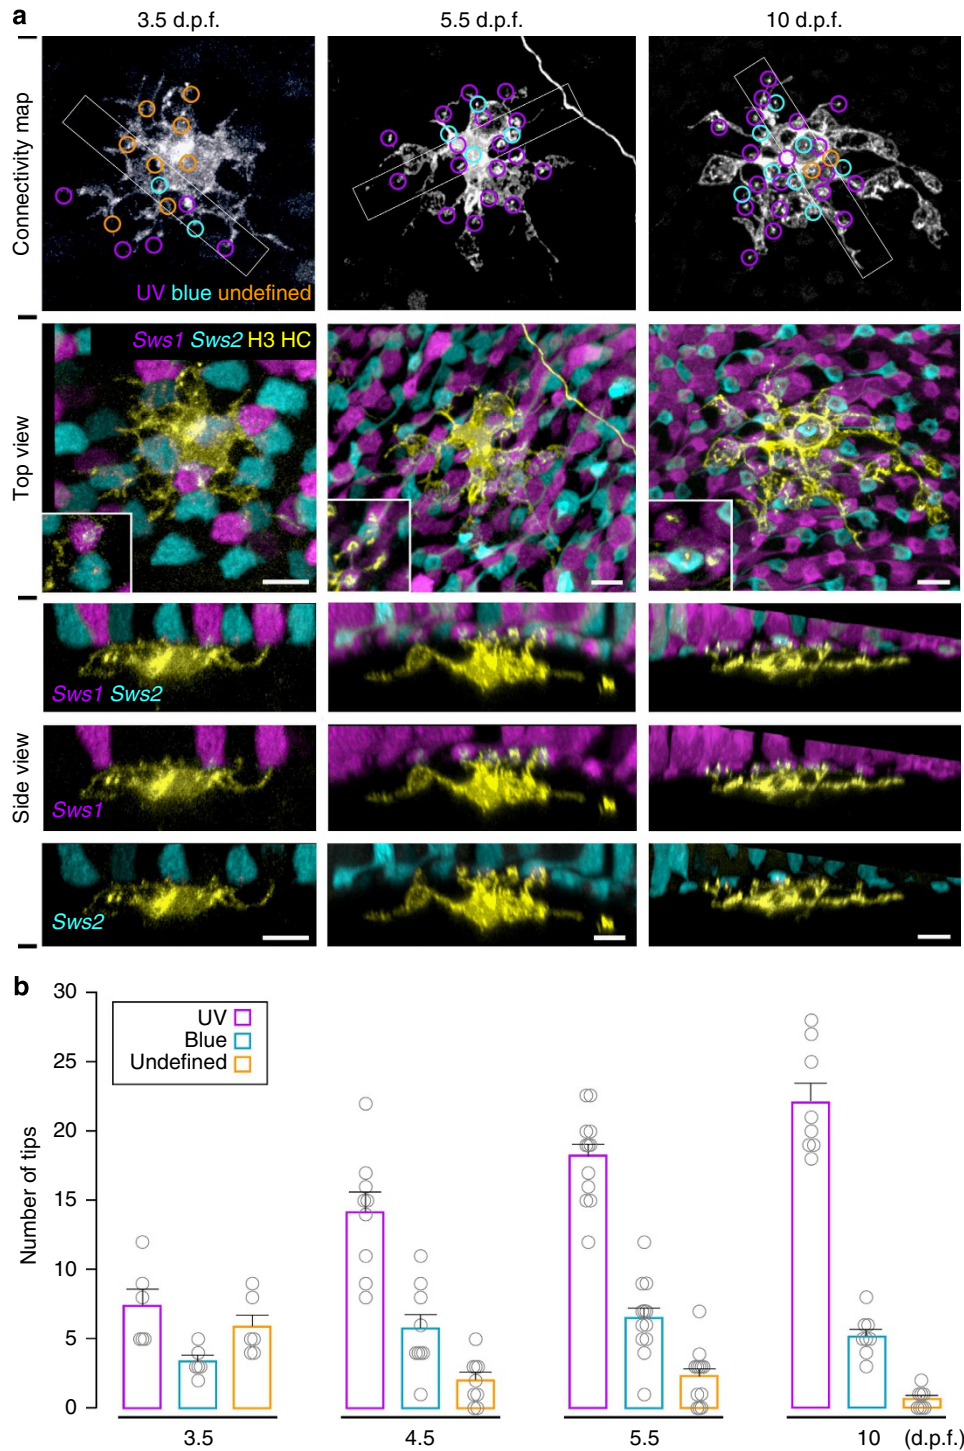 a
3.5 d.p.f.
5.5 d.p.f.
10 d.p.f.
Connectivity map
UV blue undefined
Top view
Sws1 Sws2 H3 HC
Side view
Sws1 Sws2
Sws1
Sws2
b
Number of tips
30
25
20
15
10
5
0
UV
Blue
Undefined
3.5
4.5
5.5
10
(d.p.f.)